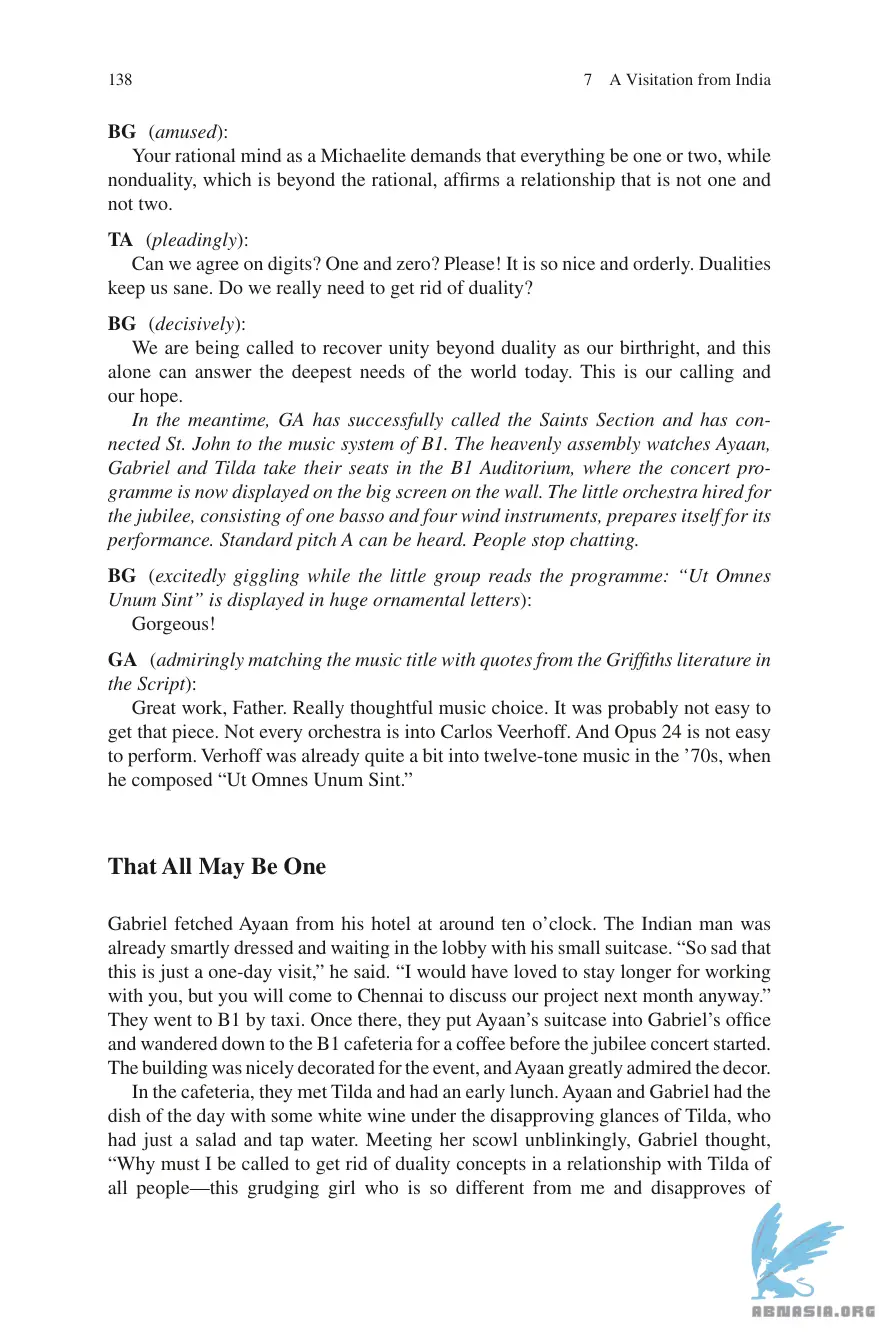 138 7 A Visitation from India
BG (amused):
Your rational mind as a Michaelite demands that everything be one or two, while
nonduality, which is beyond the rational, affirms a relationship that is not one and
not two.
TA (pleadingly):
Can we agree on digits? One and zero? Please! It is so nice and orderly. Dualities
keep us sane. Do we really need to get rid of duality?
BG (decisively):
We are being called to recover unity beyond duality as our birthright, and this
alone can answer the deepest needs of the world today. This is our calling and
our hope.
In the meantime, GA has successfully called the Saints Section and has con-
nected St. John to the music system of B1. The heavenly assembly watches Ayaan,
Gabriel and Tilda take their seats in the B1 Auditorium, where the concert pro-
gramme is now displayed on the big screen on the wall. The little orchestra hired for
the jubilee, consisting of one basso and four wind instruments, prepares itself for its
performance. Standard pitch A can be heard. People stop chatting.
BG (excitedly giggling while the little group reads the programme: “Ut Omnes
Unum Sint” is displayed in huge ornamental letters):
Gorgeous!
GA (admiringly matching the music title with quotes from the Griffiths literature in
the Script):
Great work, Father. Really thoughtful music choice. It was probably not easy to
get that piece. Not every orchestra is into Carlos Veerhoff. And Opus 24 is not easy
to perform. Verhoff was already quite a bit into twelve-tone music in the ’70s, when
he composed “Ut Omnes Unum Sint.”
That All May Be One
Gabriel fetched Ayaan from his hotel at around ten o’clock. The Indian man was
already smartly dressed and waiting in the lobby with his small suitcase. “So sad that
this is just a one-day visit,” he said. “I would have loved to stay longer for working
with you, but you will come to Chennai to discuss our project next month anyway.”
They went to B1 by taxi. Once there, they put Ayaan’s suitcase into Gabriel’s office
and wandered down to the B1 cafeteria for a coffee before the jubilee concert started.
The building was nicely decorated for the event, and Ayaan greatly admired the decor.
In the cafeteria, they met Tilda and had an early lunch. Ayaan and Gabriel had the
dish of the day with some white wine under the disapproving glances of Tilda, who
had just a salad and tap water. Meeting her scowl unblinkingly, Gabriel thought,
“Why must I be called to get rid of duality concepts in a relationship with Tilda of
all people—this grudging girl who is so different from me and disapproves of
ABNASIA.ORG